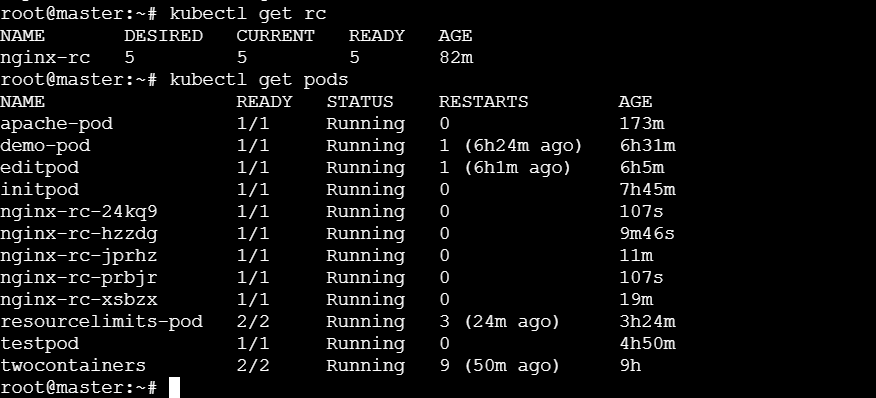 root@master:~# kubectl get rc
NAME       DESIRED   CURRENT   READY   AGE
nginx-rc   5         5         5       82m
root@master:~# kubectl get pods
NAME                 READY   STATUS    RESTARTS        AGE
apache-pod           1/1     Running   0               173m
demo-pod             1/1     Running   1 (6h24m ago)   6h31m
editpod              1/1     Running   1 (6h1m ago)    6h5m
initpod              1/1     Running   0               7h45m
nginx-rc-24kq9       1/1     Running   0               107s
nginx-rc-hzzdg       1/1     Running   0               9m46s
nginx-rc-jprhz       1/1     Running   0               11m
nginx-rc-prbjr       1/1     Running   0               107s
nginx-rc-xsbzx       1/1     Running   0               19m
resourcelimits-pod   2/2     Running   3 (24m ago)     3h24m
testpod              1/1     Running   0               4h50m
twocontainers        2/2     Running   9 (50m ago)     9h
root@master:~#